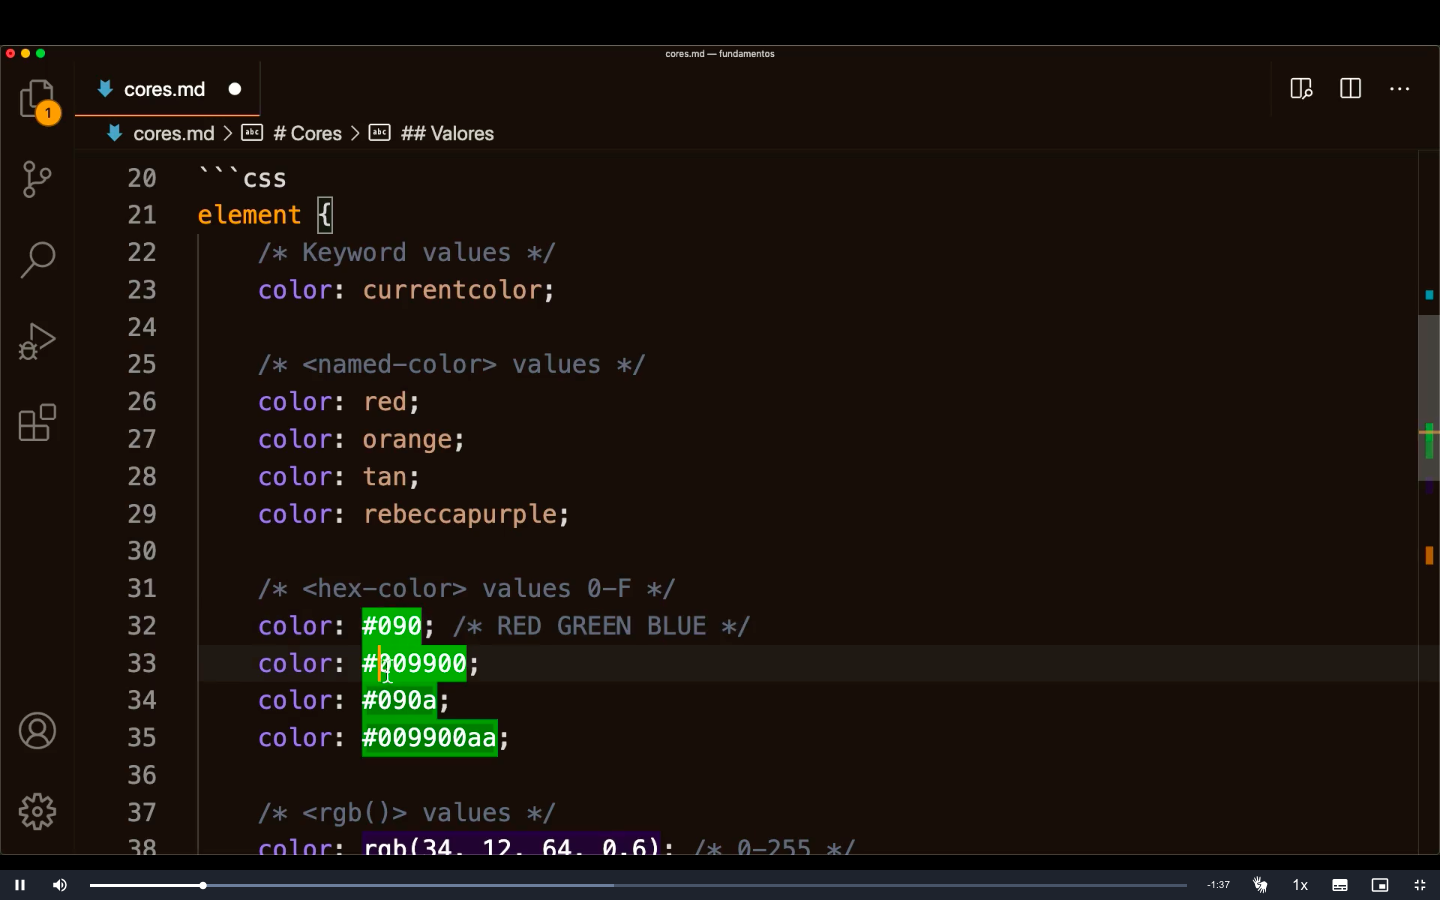 cores.md — fundamentos
cores.md
1
cores.md > # Cores > ## Valores
20 ```css
21 element {
22 /* Keyword values */
23 color: currentcolor;
24
25 /* <named-color> values */
26 color: red;
27 color: orange;
28 color: tan;
29 color: rebeccapurple;
30
31 /* <hex-color> values 0-F */
32 color: #090; /* RED GREEN BLUE */
33 color: #009900;
34 color: #090a;
35 color: #009900aa;
36
37 /* <rgb()> values */
38 color: rgb(34, 12, 64, 0.6); /* 0-255 */
-1:37 1x